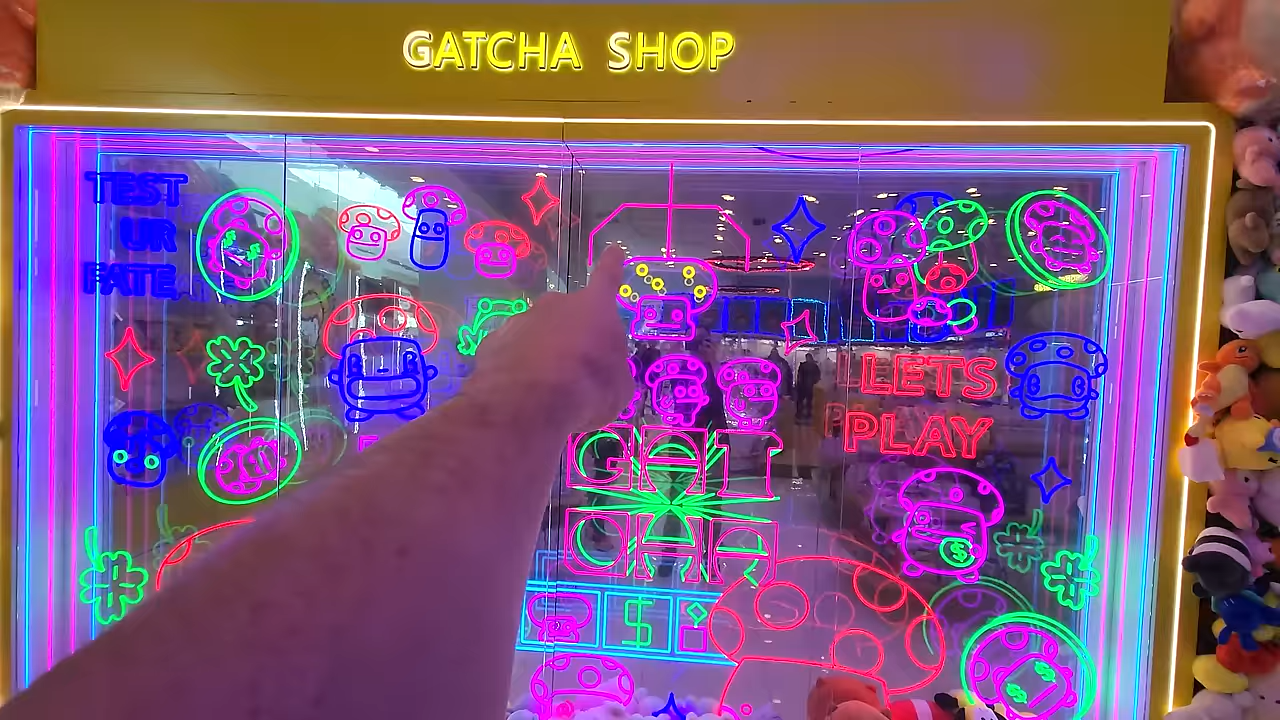 GATCHA SHOP
TEST
UR
FATE
LETS
PLAY
GAT
CHA
$
$